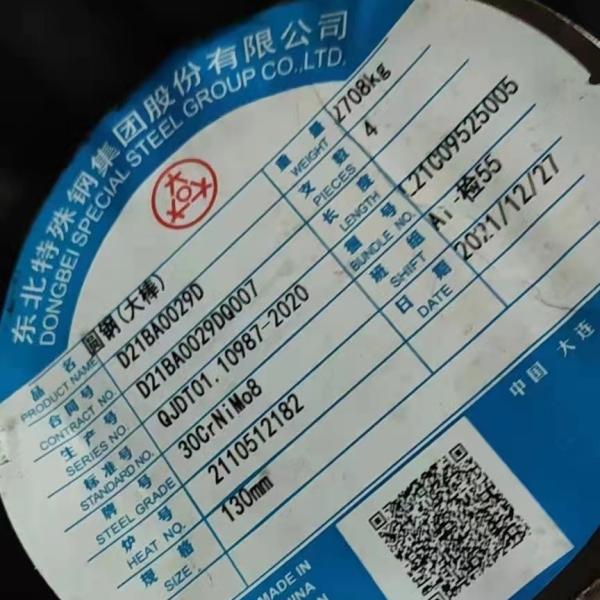 东北特殊钢集团股份有限公司
DONGBEI SPECIAL STEEL GROUP CO.,LTD.
品 名 圆钢(大棒)
PRODUCT NAME
合同号 D21BA0029D
CONTRACT NO.
生产号 D21BA0029DQ007
SERIES NO.
标准号 QJDT01.10987-2020
STANDARD NO.
牌 号 30CrNiMo8
STEEL GRADE
炉 号 2110512182
HEAT NO.
规 格 130mm
SIZE
重 量 2708kg
WEIGHT
支 数 4
PIECES
长 度
LENGTH
捆 号 L21G09525005
BUNDLE NO.
班 组 Ai-检55
SHIFT
日 期 2021/12/27
DATE
中国 大连
MADE IN